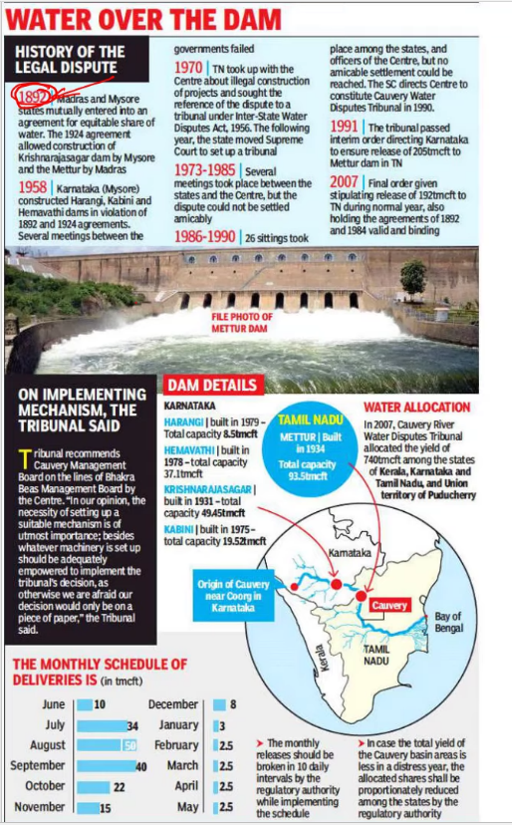 WATER OVER THE DAM
HISTORY OF THE
LEGAL DISPUTE
1892 | Madras and Mysore
states mutually entered into an
agreement for equitable share of
water. The 1924 agreement
allowed construction of
Krishnarajasagar dam by Mysore
and the Mettur by Madras
1958 | Karnataka (Mysore)
constructed Harangi, Kabini and
Hemavathi dams in violation of
1892 and 1924 agreements.
Several meetings between the
governments failed
1970 | TN took up with the
Centre about illegal construction
of projects and sought the
reference of the dispute to a
tribunal under Inter-State Water
Disputes Act, 1956. The following
year, the state moved Supreme
Court to set up a tribunal
1973-1985 | Several
meetings took place between the
states and the Centre, but the
dispute could not be settled
amicably
1986-1990 | 26 sittings took
place among the states, and
officers of the Centre, but no
amicable settlement could be
reached. The SC directs Centre to
constitute Cauvery Water
Disputes Tribunal in 1990.
1991 | The tribunal passed
interim order directing Karnataka
to ensure release of 205tmcft to
Mettur dam in TN
2007 | Final order given
stipulating release of 192tmcft to
TN during normal year, also
holding the agreements of 1892
and 1984 valid and binding
FILE PHOTO OF
METTUR DAM
ON IMPLEMENTING
MECHANISM, THE
TRIBUNAL SAID
Tribunal recommends
Cauvery Management
Board on the lines of Bhakra
Beas Management Board by
the Centre. "In our opinion, the
necessity of setting up a
suitable mechanism is of
utmost importance; besides
whatever machinery is set up
should be adequately
empowered to implement the
tribunal's decision, as
otherwise we are afraid our
decision would only be on a
piece of paper," the Tribunal
said.
DAM DETAILS
KARNATAKA
HARANGI | built in 1979 –
Total capacity 8.5tmcft
HEMAVATHI | built in
1978 – total capacity
37.1tmcft
KRISHNARAJASAGAR |
built in 1931 – total
capacity 49.45tmcft
KABINI | built in 1975 –
total capacity 19.52tmcft
TAMIL NADU
METTUR | Built
in 1934
Total capacity
93.5tmcft
WATER ALLOCATION
In 2007, Cauvery River
Water Disputes Tribunal
allocated the yield of
740tmcft among the states
of Kerala, Karnataka and
Tamil Nadu, and Union
territory of Puducherry
Karnataka
Origin of Cauvery
near Coorg in
Karnataka
Cauvery
Bay of
Bengal
TAMIL
NADU
Kerala
THE MONTHLY SCHEDULE OF
DELIVERIES IS (in tmcft)
June 10
July 34
August 50
September 40
October 22
November 15
December 8
January 3
February 2.5
March 2.5
April 2.5
May 2.5
➤ The monthly
releases should be
broken in 10 daily
intervals by the
regulatory authority
while implementing
the schedule
➤ In case the total yield of
the Cauvery basin areas is
less in a distress year, the
allocated shares shall be
proportionately reduced
among the states by the
regulatory authority